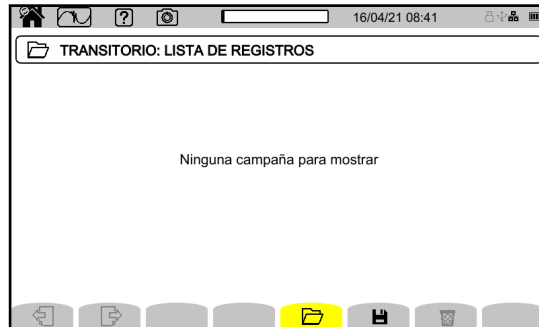 16/04/21 08:41
TRANSITORIO: LISTA DE REGISTROS
Ninguna campaña para mostrar